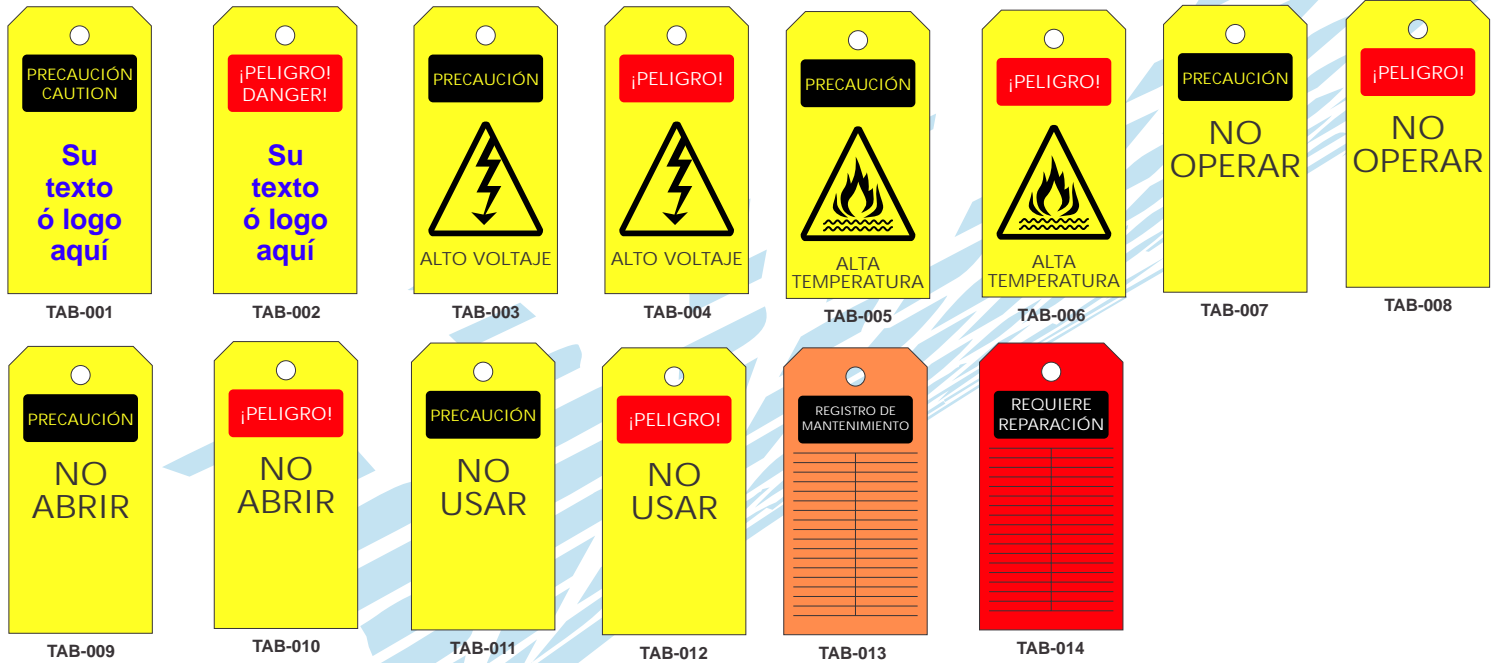 PRECAUCIÓN
CAUTION
Su
texto
ó logo
aquí
TAB-001
¡PELIGRO!
DANGER!
Su
texto
ó logo
aquí
TAB-002
PRECAUCIÓN
ALTO VOLTAJE
TAB-003
¡PELIGRO!
ALTO VOLTAJE
TAB-004
PRECAUCIÓN
ALTA
TEMPERATURA
TAB-005
¡PELIGRO!
ALTA
TEMPERATURA
TAB-006
PRECAUCIÓN
NO
OPERAR
TAB-007
¡PELIGRO!
NO
OPERAR
TAB-008
PRECAUCIÓN
NO
ABRIR
TAB-009
¡PELIGRO!
NO
ABRIR
TAB-010
PRECAUCIÓN
NO
USAR
TAB-011
¡PELIGRO!
NO
USAR
TAB-012
REGISTRO DE
MANTENIMIENTO
TAB-013
REQUIERE
REPARACIÓN
TAB-014